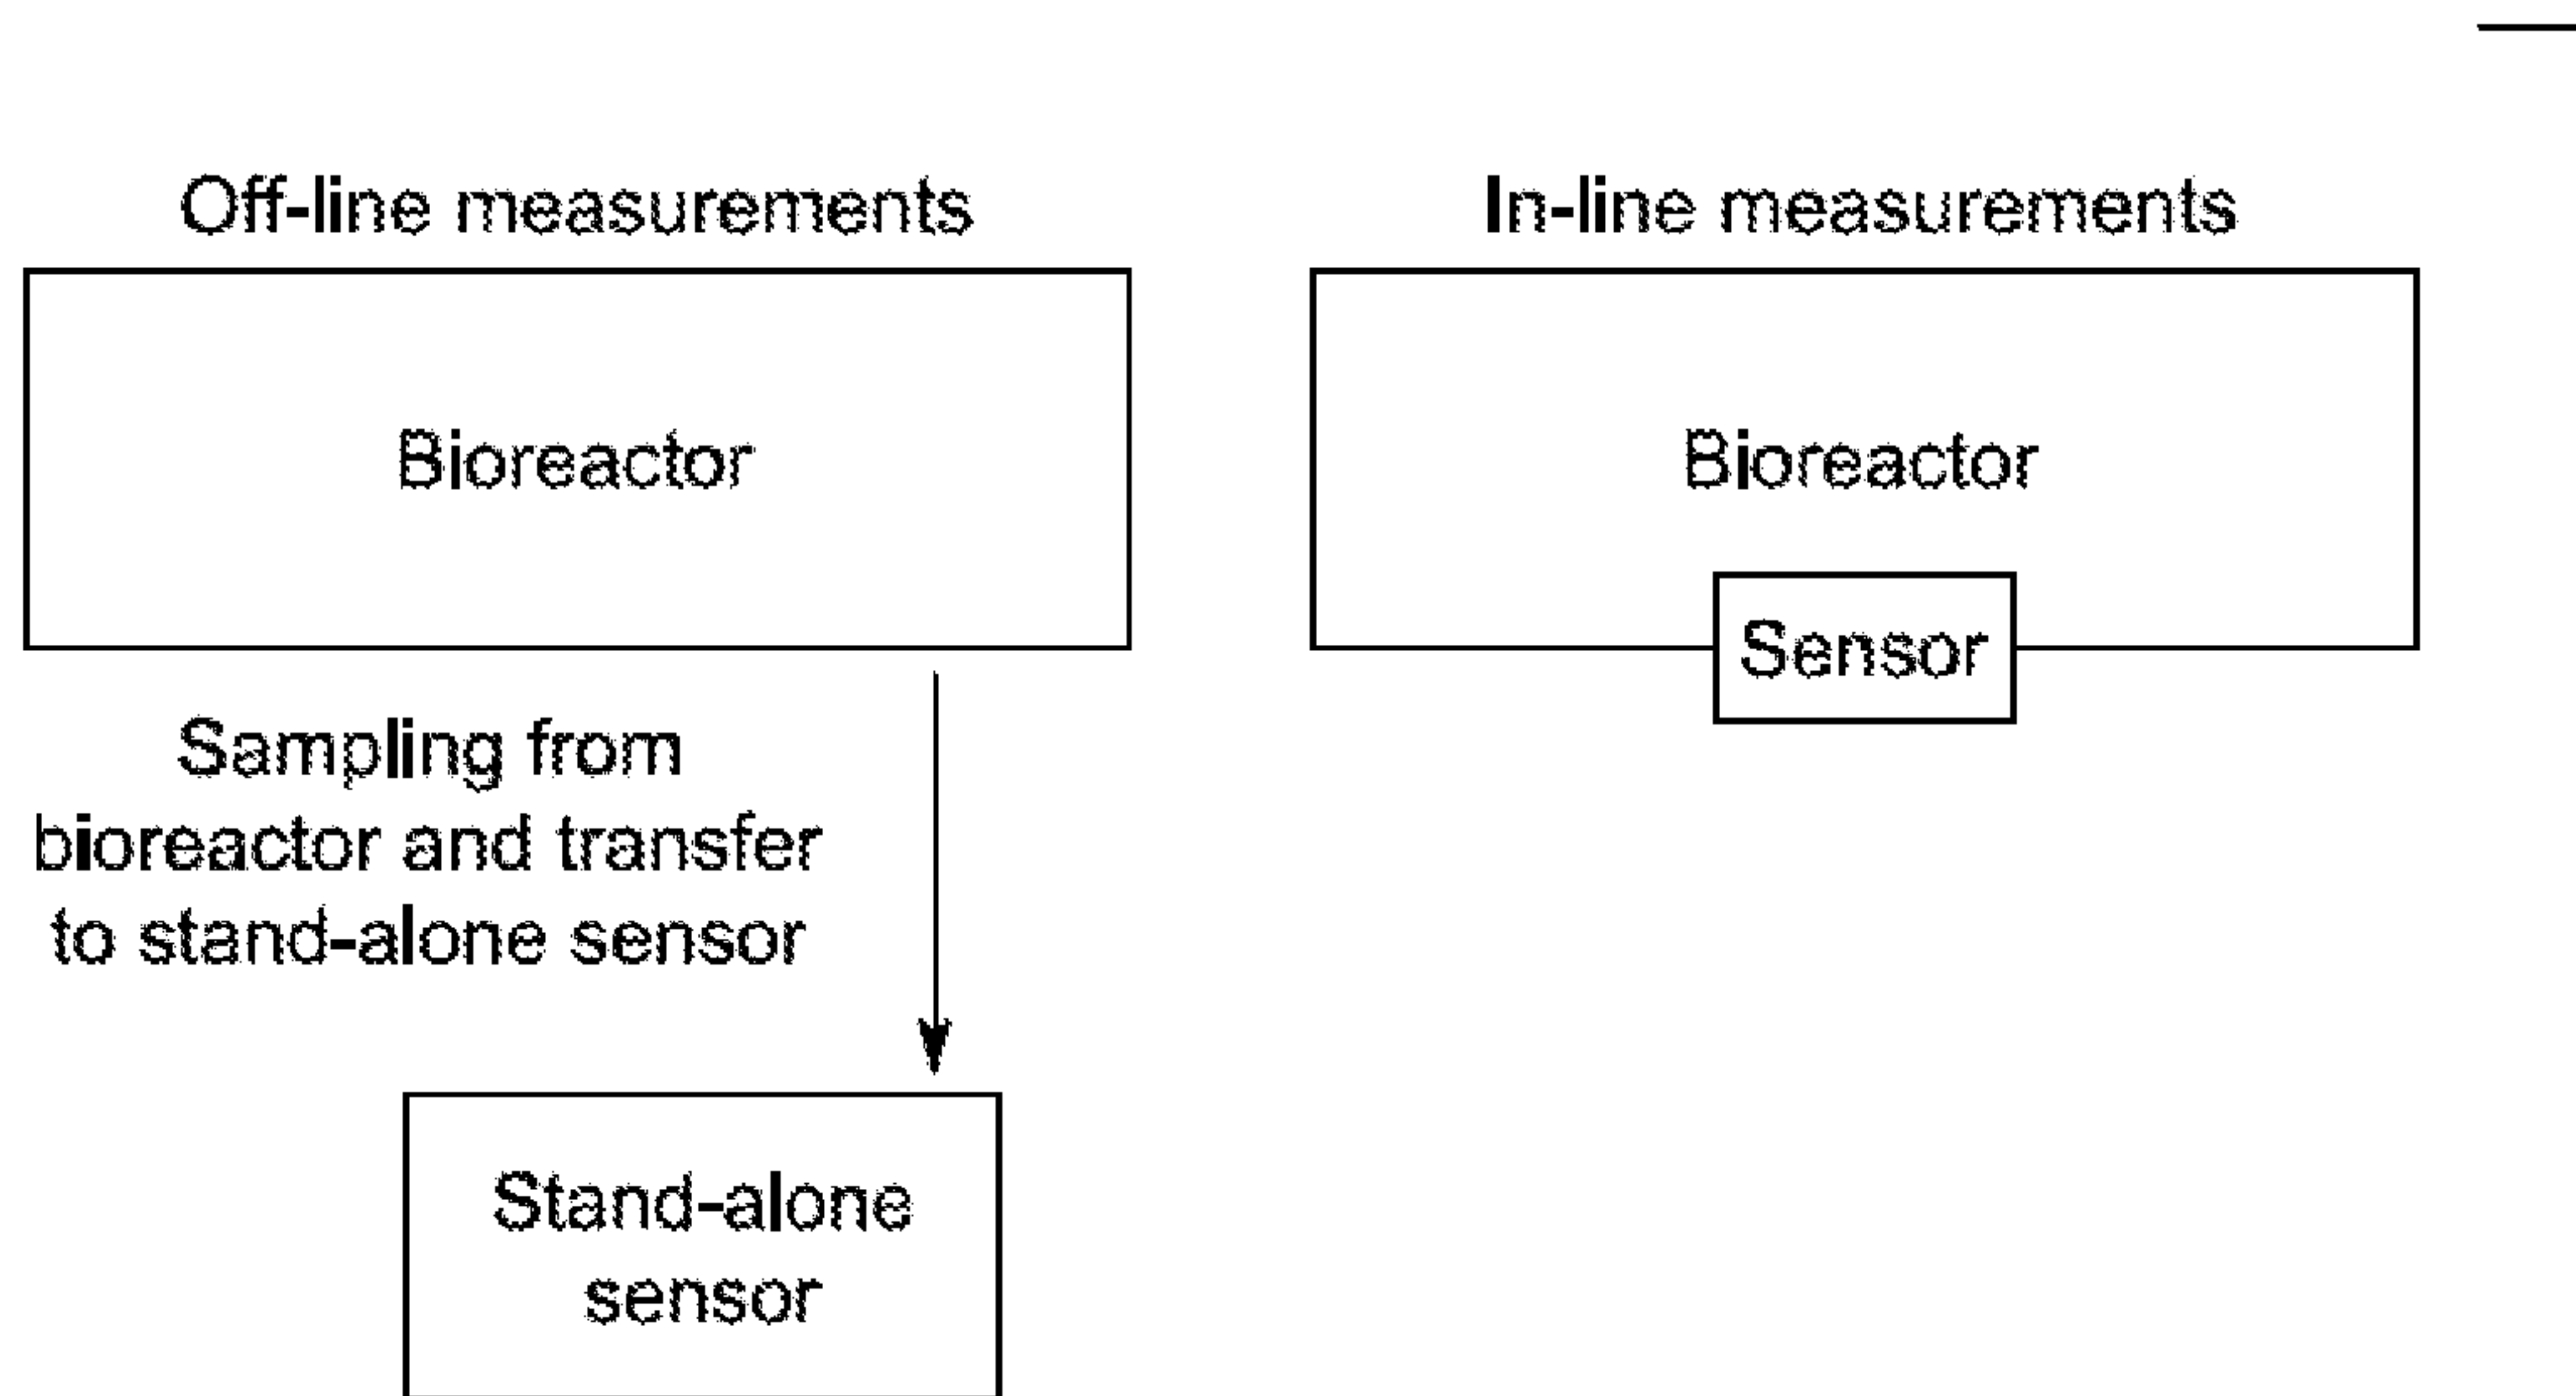 Off-line measurements
Bioreactor
Sampling from
bioreactor and transfer
to stand-alone sensor
Stand-alone
sensor
In-line measurements
Bioreactor
Sensor